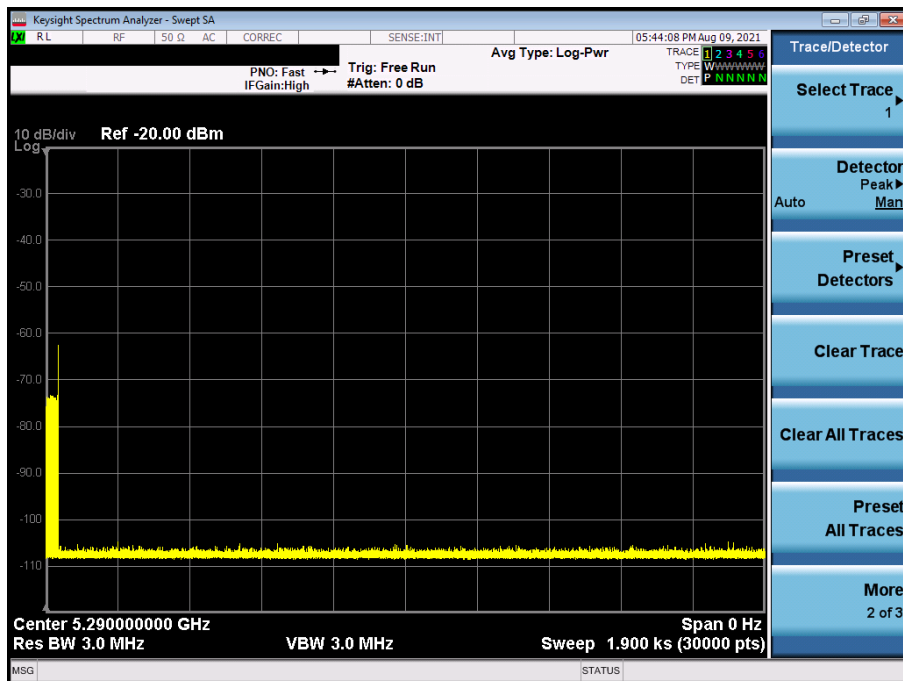 Keysight Spectrum Analyzer - Swept SA
LXI RL RF 50 Ω AC CORREC SENSE:INT 05:44:08 PM Aug 09, 2021
PNO: Fast
IFGain:High
Trig: Free Run
#Atten: 0 dB
Avg Type: Log-Pwr
TRACE 1 2 3 4 5 6
TYPE WWWWWW
DET P N N N N N
10 dB/div
Log
Ref -20.00 dBm
-30.0
-40.0
-50.0
-60.0
-70.0
-80.0
-90.0
-100
-110
Center 5.290000000 GHz
Span 0 Hz
Res BW 3.0 MHz
VBW 3.0 MHz
Sweep 1.900 ks (30000 pts)
MSG
STATUS
Trace/Detector
Select Trace
1
Detector
Peak
Auto Man
Preset
Detectors
Clear Trace
Clear All Traces
Preset
All Traces
More
2 of 3